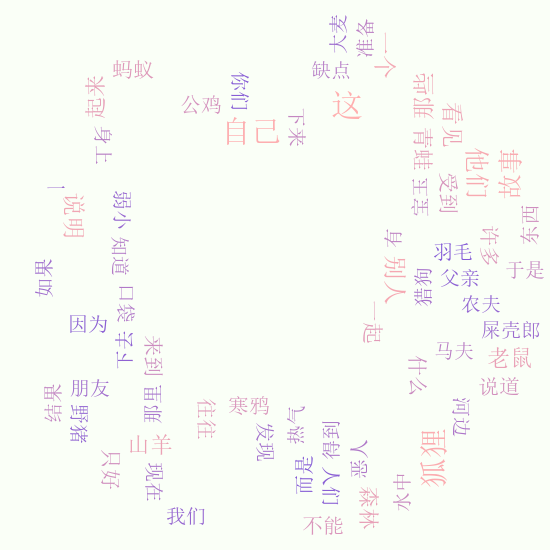 大麦
准备
一个
缺点
蚂蚁
起来
你们
公鸡
这
自己
下来
那些
看见
青蛙
他们
故事
身上
宝玉
受到
一
说明
弱小
东西
知道
有
许多
羽毛
于是
别人
如果
父亲
猎狗
口袋
农夫
一起
因为
下去
屎壳郎
来到
马夫
老鼠
什么
说道
朋友
结果
那里
往往
寒鸦
河边
野猪
发现
气愤
得到
山羊
狐狸
恶人
只好
现在
而是
人们
水中
森林
我们
不能